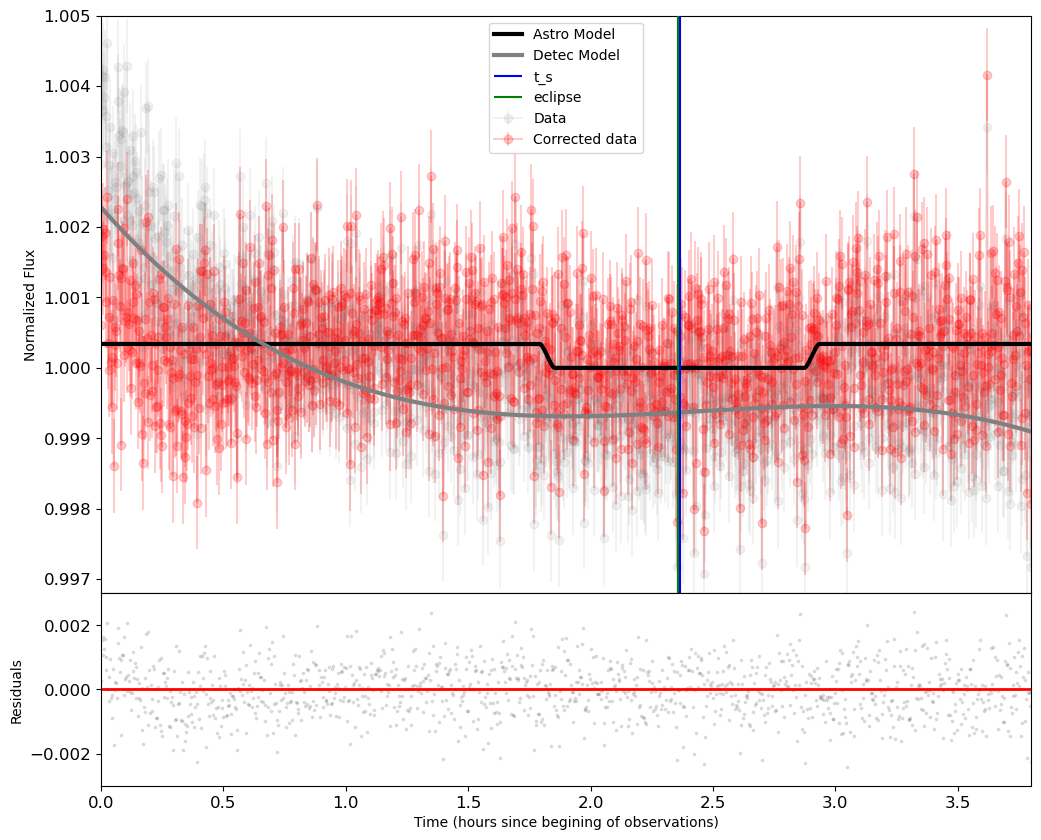 1.005
1.004
1.003
1.002
1.001
1.000
0.999
0.998
0.997
Normalized Flux
Astro Model
Detec Model
t_s
eclipse
Data
Corrected data
0.002
0.000
−0.002
Residuals
0.0 0.5 1.0 1.5 2.0 2.5 3.0 3.5
Time (hours since begining of observations)